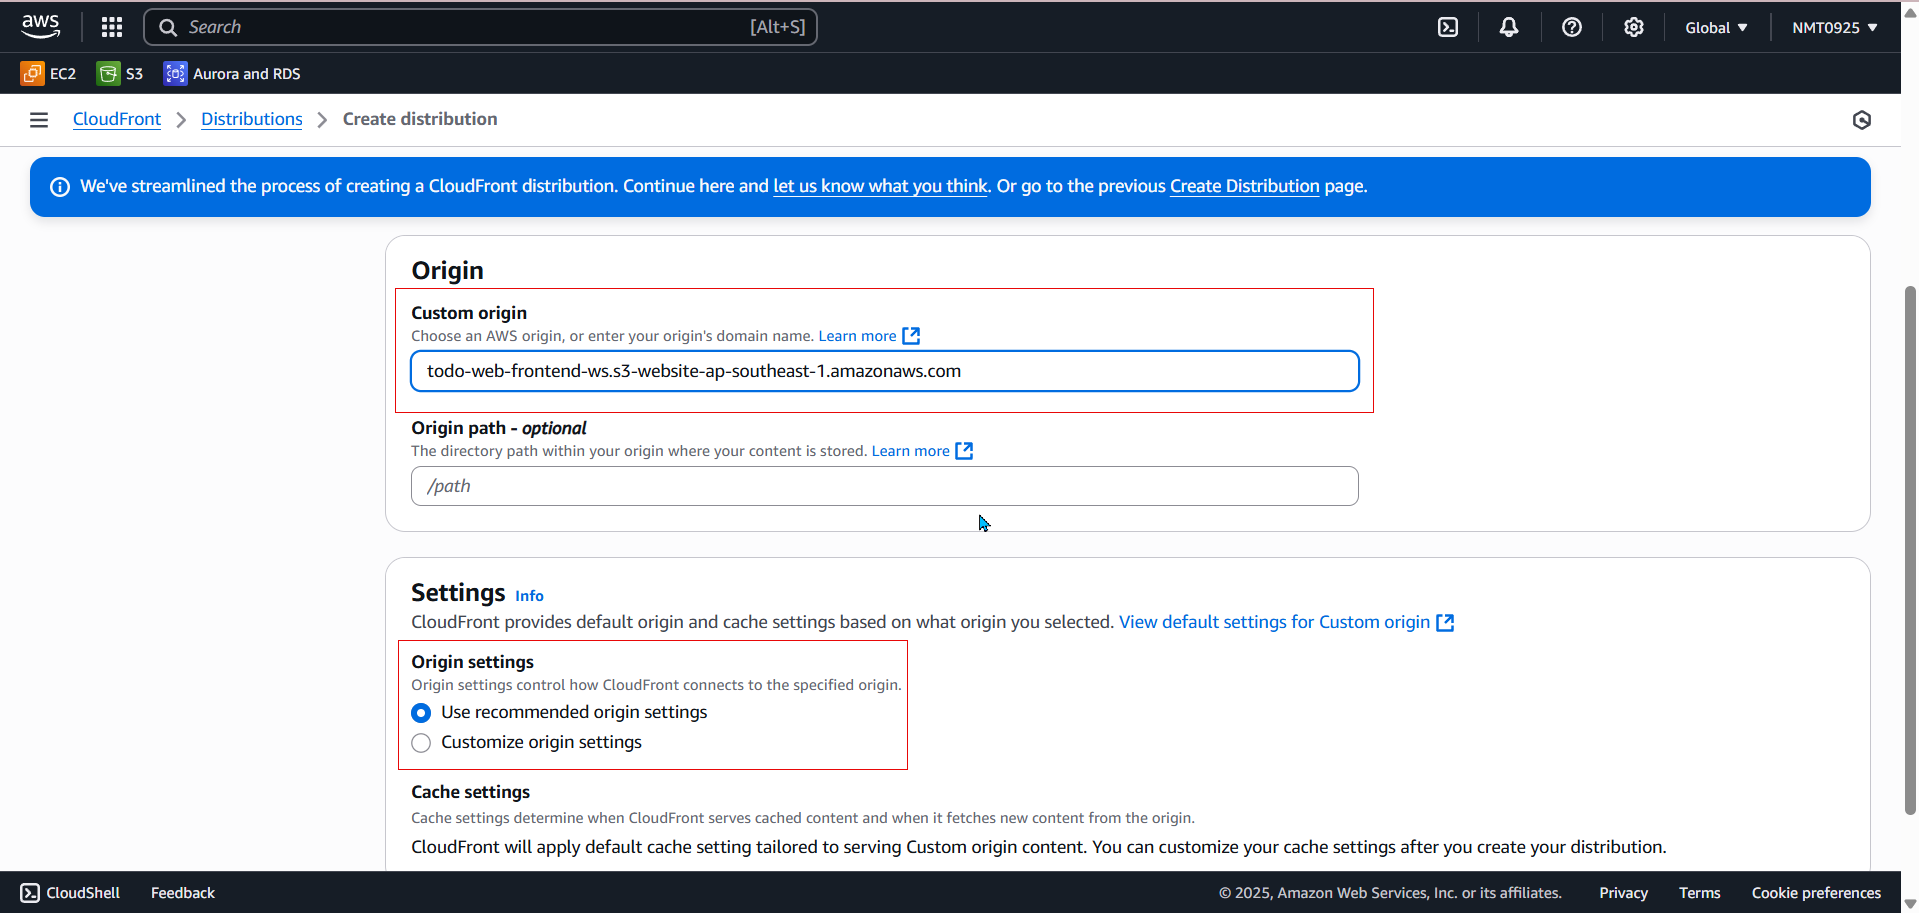 aws
Search [Alt+S]
Global ▼ NMT0925 ▼
EC2 S3 Aurora and RDS
CloudFront > Distributions > Create distribution
We've streamlined the process of creating a CloudFront distribution. Continue here and let us know what you think. Or go to the previous Create Distribution page.
Origin
Custom origin
Choose an AWS origin, or enter your origin's domain name. Learn more
todo-web-frontend-ws.s3-website-ap-southeast-1.amazonaws.com
Origin path - optional
The directory path within your origin where your content is stored. Learn more
/path
Settings Info
CloudFront provides default origin and cache settings based on what origin you selected. View default settings for Custom origin
Origin settings
Origin settings control how CloudFront connects to the specified origin.
Use recommended origin settings
Customize origin settings
Cache settings
Cache settings determine when CloudFront serves cached content and when it fetches new content from the origin.
CloudFront will apply default cache setting tailored to serving Custom origin content. You can customize your cache settings after you create your distribution.
CloudShell Feedback © 2025, Amazon Web Services, Inc. or its affiliates. Privacy Terms Cookie preferences